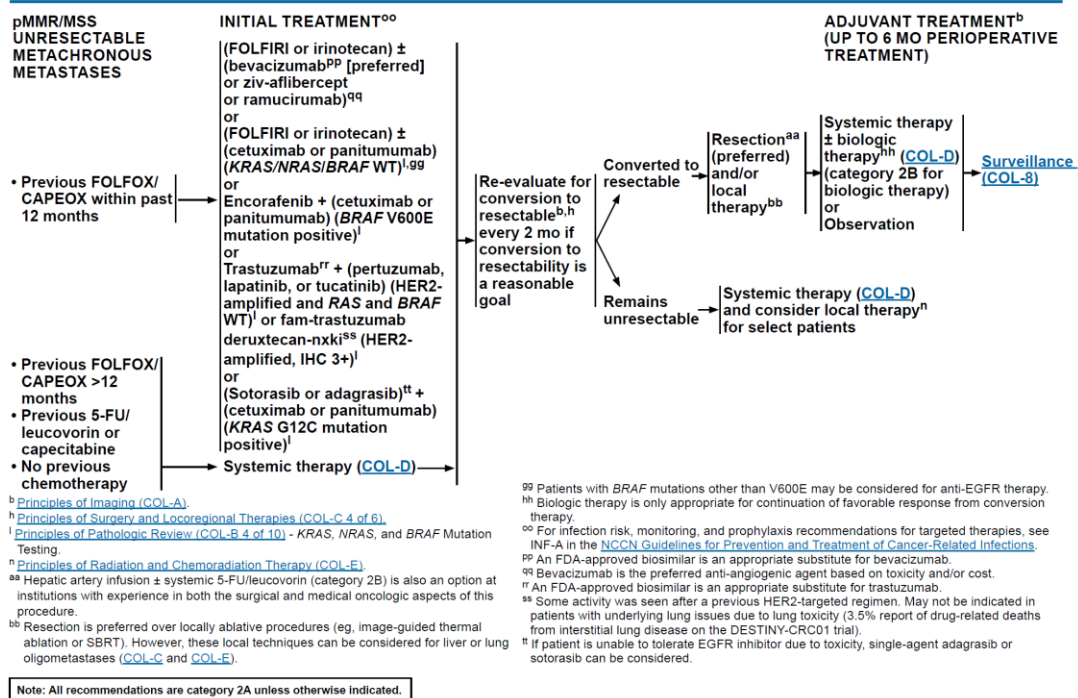 pMMR/MSS
UNRESECTABLE
METACHRONOUS
METASTASES
INITIAL TREATMENToo
ADJUVANT TREATMENTb
(UP TO 6 MO PERIOPERATIVE
TREATMENT)
• Previous FOLFOX/
CAPEOX within past
12 months
(FOLFIRI or irinotecan) ±
(bevacizumabpp [preferred]
or ziv-aflibercept
or ramucirumab)qq
or
(FOLFIRI or irinotecan) ±
(cetuximab or panitumumab)
(KRAS/NRAS/BRAF WT)l,gg
or
Encorafenib + (cetuximab or
panitumumab) (BRAF V600E
mutation positive)l
or
Trastuzumabrr + (pertuzumab,
lapatinib, or tucatinib) (HER2-
amplified and RAS and BRAF
WT)l or fam-trastuzumab
deruxtecan-nxkiss (HER2-
amplified, IHC 3+)l
or
(Sotorasib or adagrasib)tt +
(cetuximab or panitumumab)
(KRAS G12C mutation
positive)l
• Previous FOLFOX/
CAPEOX >12
months
• Previous 5-FU/
leucovorin or
capecitabine
• No previous
chemotherapy
Systemic therapy (COL-D)
Re-evaluate for
conversion to
resectableb,h
every 2 mo if
conversion to
resectability is
a reasonable
goal
Converted to
resectable
Resectionaa
(preferred)
and/or
local
therapybb
Systemic therapy
± biologic
therapyhh (COL-D)
(category 2B for
biologic therapy)
or
Observation
Surveillance
(COL-8)
Remains
unresectable
Systemic therapy (COL-D)
and consider local therapyn
for select patients
b Principles of Imaging (COL-A).
h Principles of Surgery and Locoregional Therapies (COL-C 4 of 6).
l Principles of Pathologic Review (COL-B 4 of 10) - KRAS, NRAS, and BRAF Mutation
Testing.
n Principles of Radiation and Chemoradiation Therapy (COL-E).
aa Hepatic artery infusion ± systemic 5-FU/leucovorin (category 2B) is also an option at
institutions with experience in both the surgical and medical oncologic aspects of this
procedure.
bb Resection is preferred over locally ablative procedures (eg, image-guided thermal
ablation or SBRT). However, these local techniques can be considered for liver or lung
oligometastases (COL-C and COL-E).
gg Patients with BRAF mutations other than V600E may be considered for anti-EGFR therapy.
hh Biologic therapy is only appropriate for continuation of favorable response from conversion
therapy.
oo For infection risk, monitoring, and prophylaxis recommendations for targeted therapies, see
INF-A in the NCCN Guidelines for Prevention and Treatment of Cancer-Related Infections.
pp An FDA-approved biosimilar is an appropriate substitute for bevacizumab.
qq Bevacizumab is the preferred anti-angiogenic agent based on toxicity and/or cost.
rr An FDA-approved biosimilar is an appropriate substitute for trastuzumab.
ss Some activity was seen after a previous HER2-targeted regimen. May not be indicated in
patients with underlying lung issues due to lung toxicity (3.5% report of drug-related deaths
from interstitial lung disease on the DESTINY-CRC01 trial).
tt If patient is unable to tolerate EGFR inhibitor due to toxicity, single-agent adagrasib or
sotorasib can be considered.
Note: All recommendations are category 2A unless otherwise indicated.